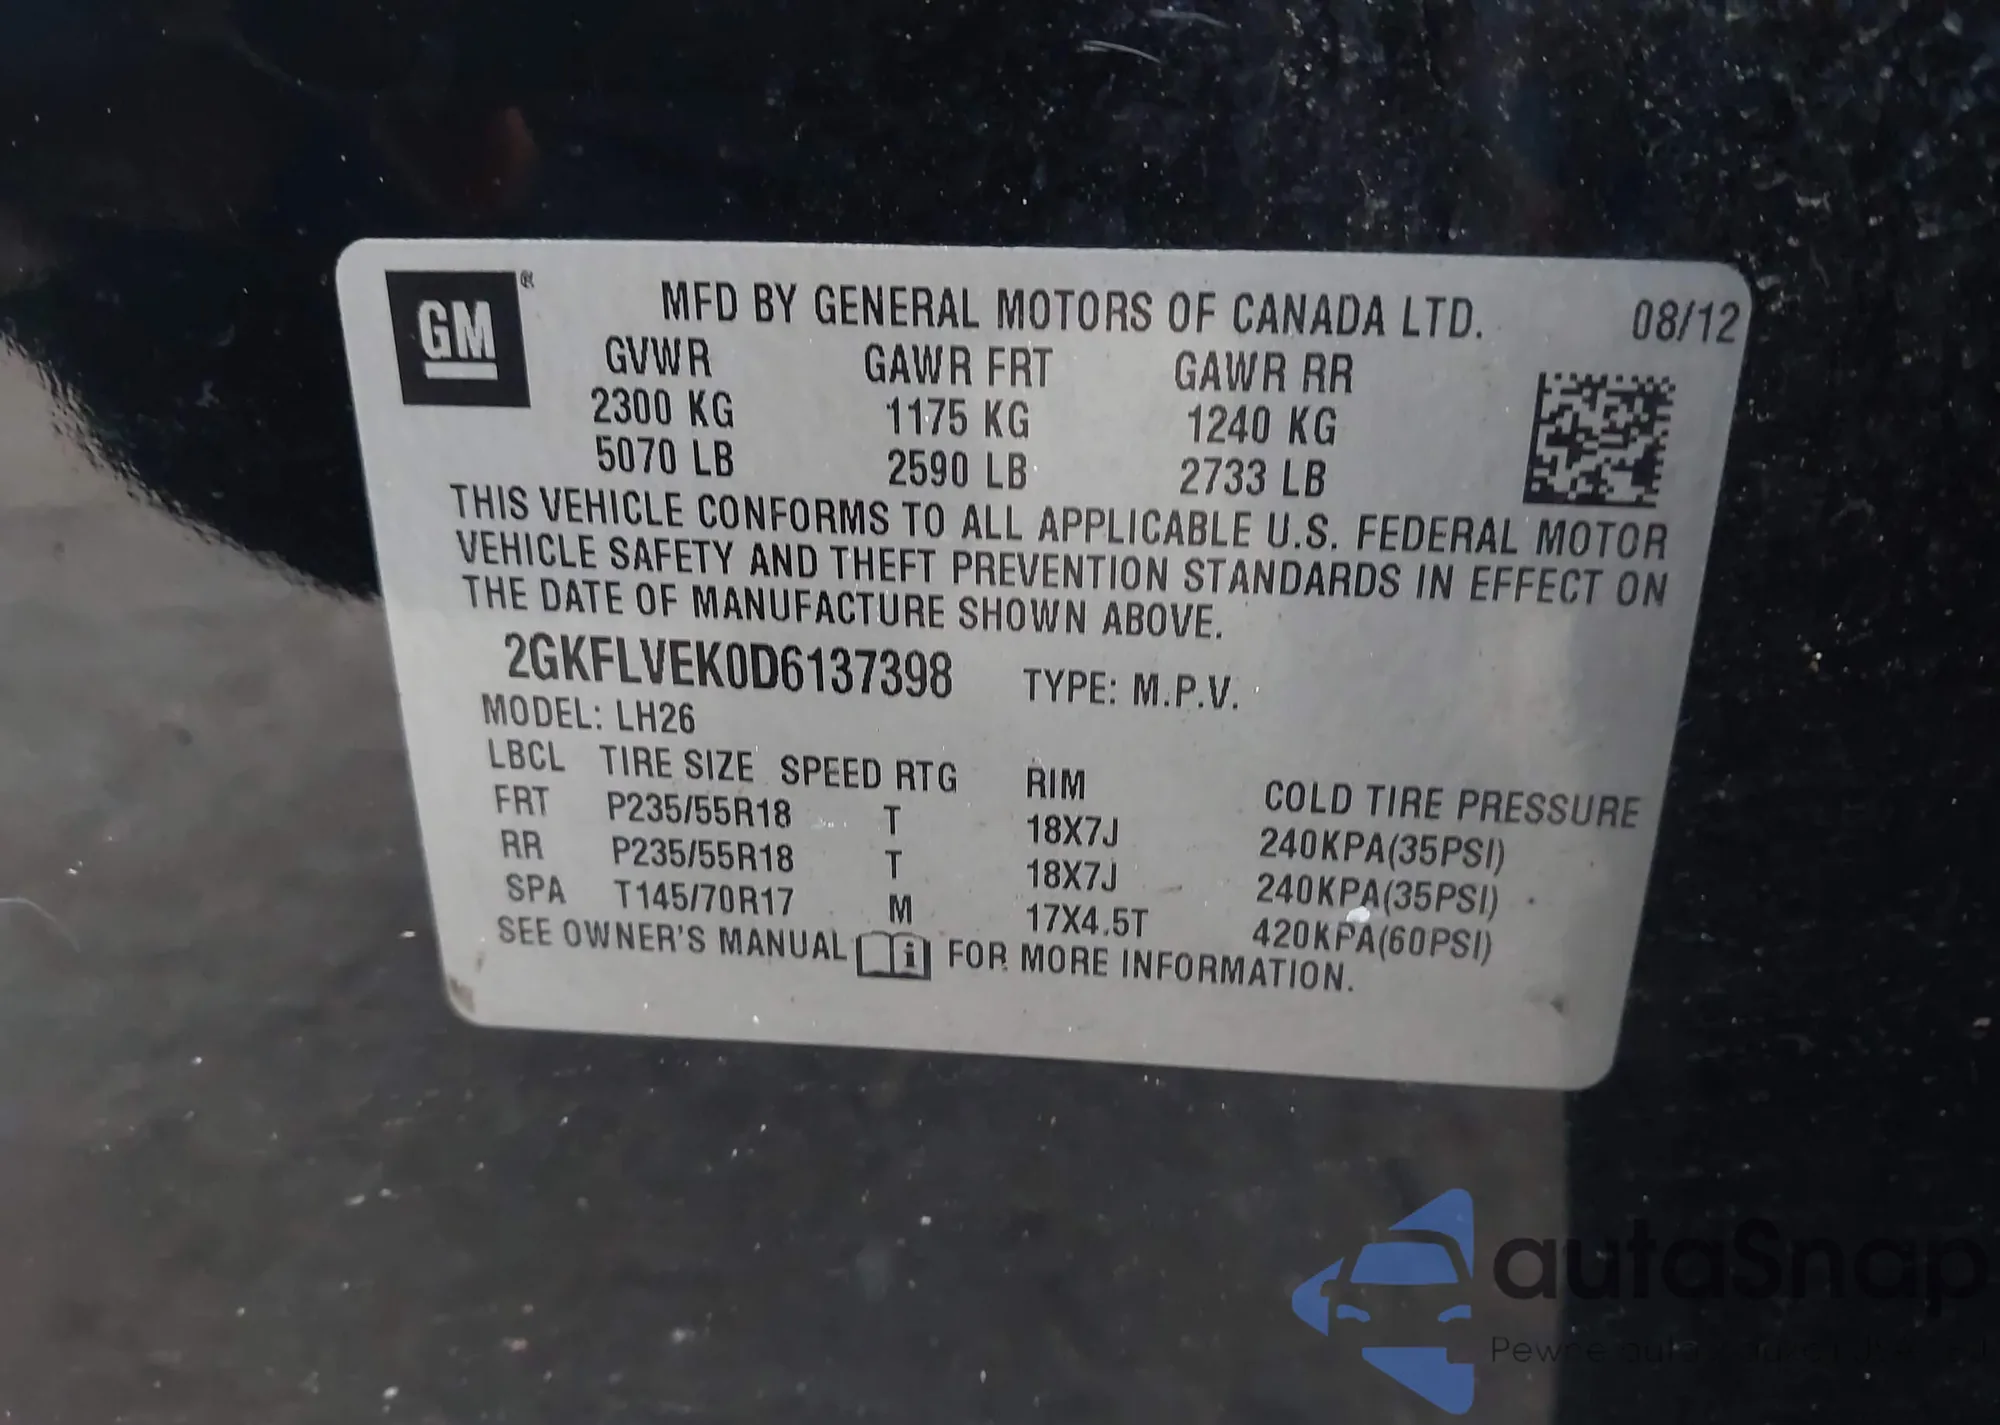 GM ®
MFD BY GENERAL MOTORS OF CANADA LTD. 08/12
GVWR GAWR FRT GAWR RR
2300 KG 1175 KG 1240 KG
5070 LB 2590 LB 2733 LB
THIS VEHICLE CONFORMS TO ALL APPLICABLE U.S. FEDERAL MOTOR
VEHICLE SAFETY AND THEFT PREVENTION STANDARDS IN EFFECT ON
THE DATE OF MANUFACTURE SHOWN ABOVE.
2GKFLVEK0D6137398 TYPE: M.P.V.
MODEL: LH26
LBCL TIRE SIZE SPEED RTG RIM COLD TIRE PRESSURE
FRT P235/55R18 T 18X7J 240KPA(35PSI)
RR P235/55R18 T 18X7J 240KPA(35PSI)
SPA T145/70R17 M 17X4.5T 420KPA(60PSI)
SEE OWNER'S MANUAL i FOR MORE INFORMATION.
autaSnap
Pewne auta